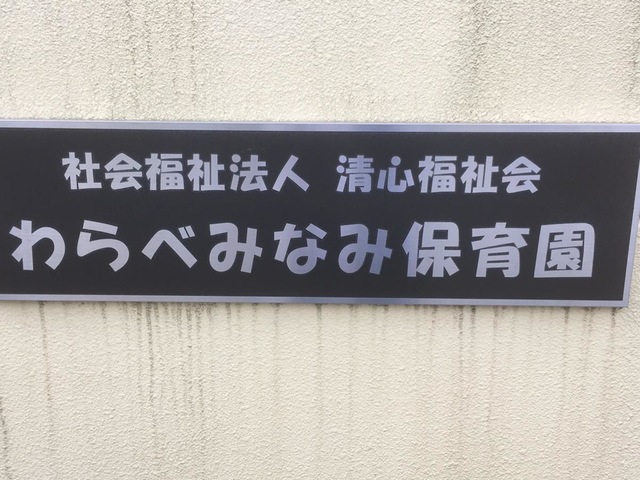 社会福祉法人 清心福祉会
わらべみなみ保育園